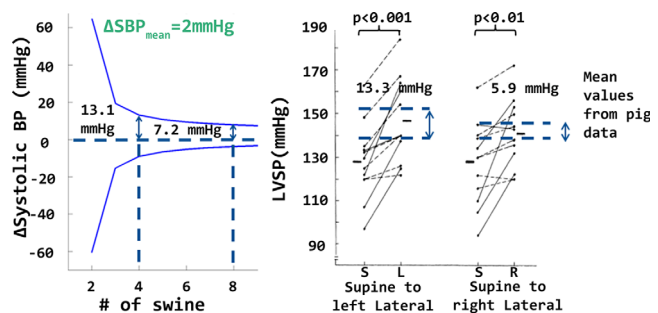 ΔSBPmean=2mmHg
ΔSystolic BP (mmHg)
60
40
20
0
-20
-40
-60
13.1
mmHg
7.2 mmHg
2
4
6
8
# of swine
p<0.001
p<0.01
LVSP(mmHg)
190
170
150
130
110
90
13.3 mmHg
5.9 mmHg
S
L
S
R
Supine to
left Lateral
Supine to
right Lateral
Mean
values
from pig
data